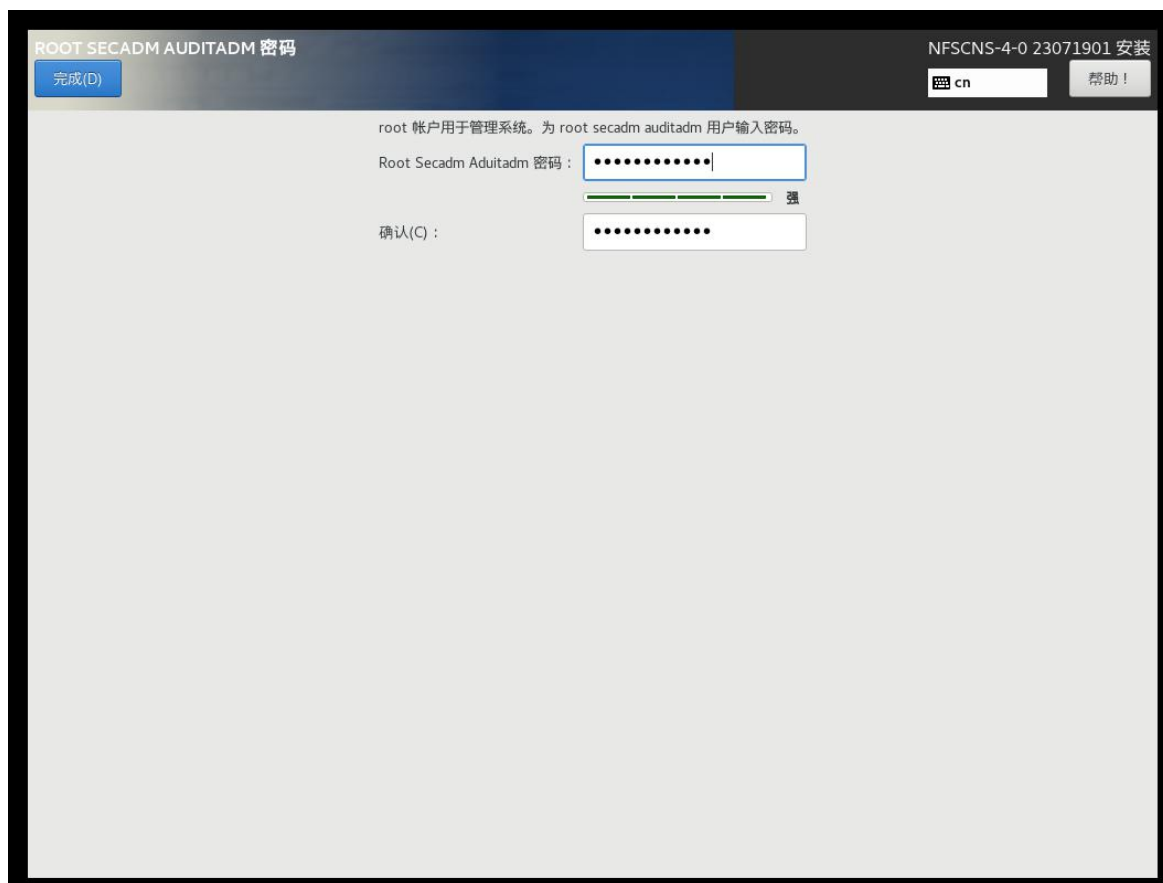 ROOT SECADM AUDITADM 密码
NFSCNS-4-0 23071901 安装
完成(D)
cn
帮助！
root 帐户用于管理系统。为 root secadm auditadm 用户输入密码。
Root Secadm Aduitadm 密码：
●●●●●●●●●●●●
强
确认(C)：
●●●●●●●●●●●●